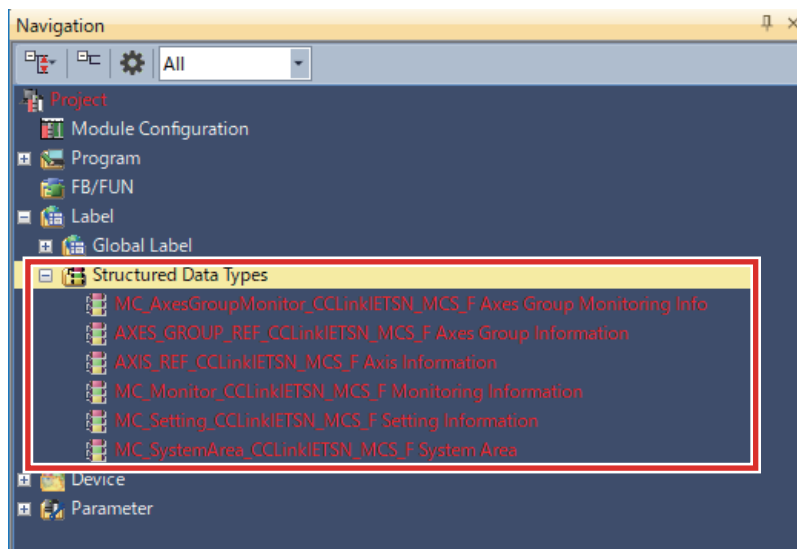 Navigation
All
Project
Module Configuration
Program
FB/FUN
Label
Global Label
Structured Data Types
MC_AxesGroupMonitor_CCLinkIETSN_MCS_F Axes Group Monitoring Info
AXES_GROUP_REF_CCLinkIETSN_MCS_F Axes Group Information
AXIS_REF_CCLinkIETSN_MCS_F Axis Information
MC_Monitor_CCLinkIETSN_MCS_F Monitoring Information
MC_Setting_CCLinkIETSN_MCS_F Setting Information
MC_SystemArea_CCLinkIETSN_MCS_F System Area
Device
Parameter